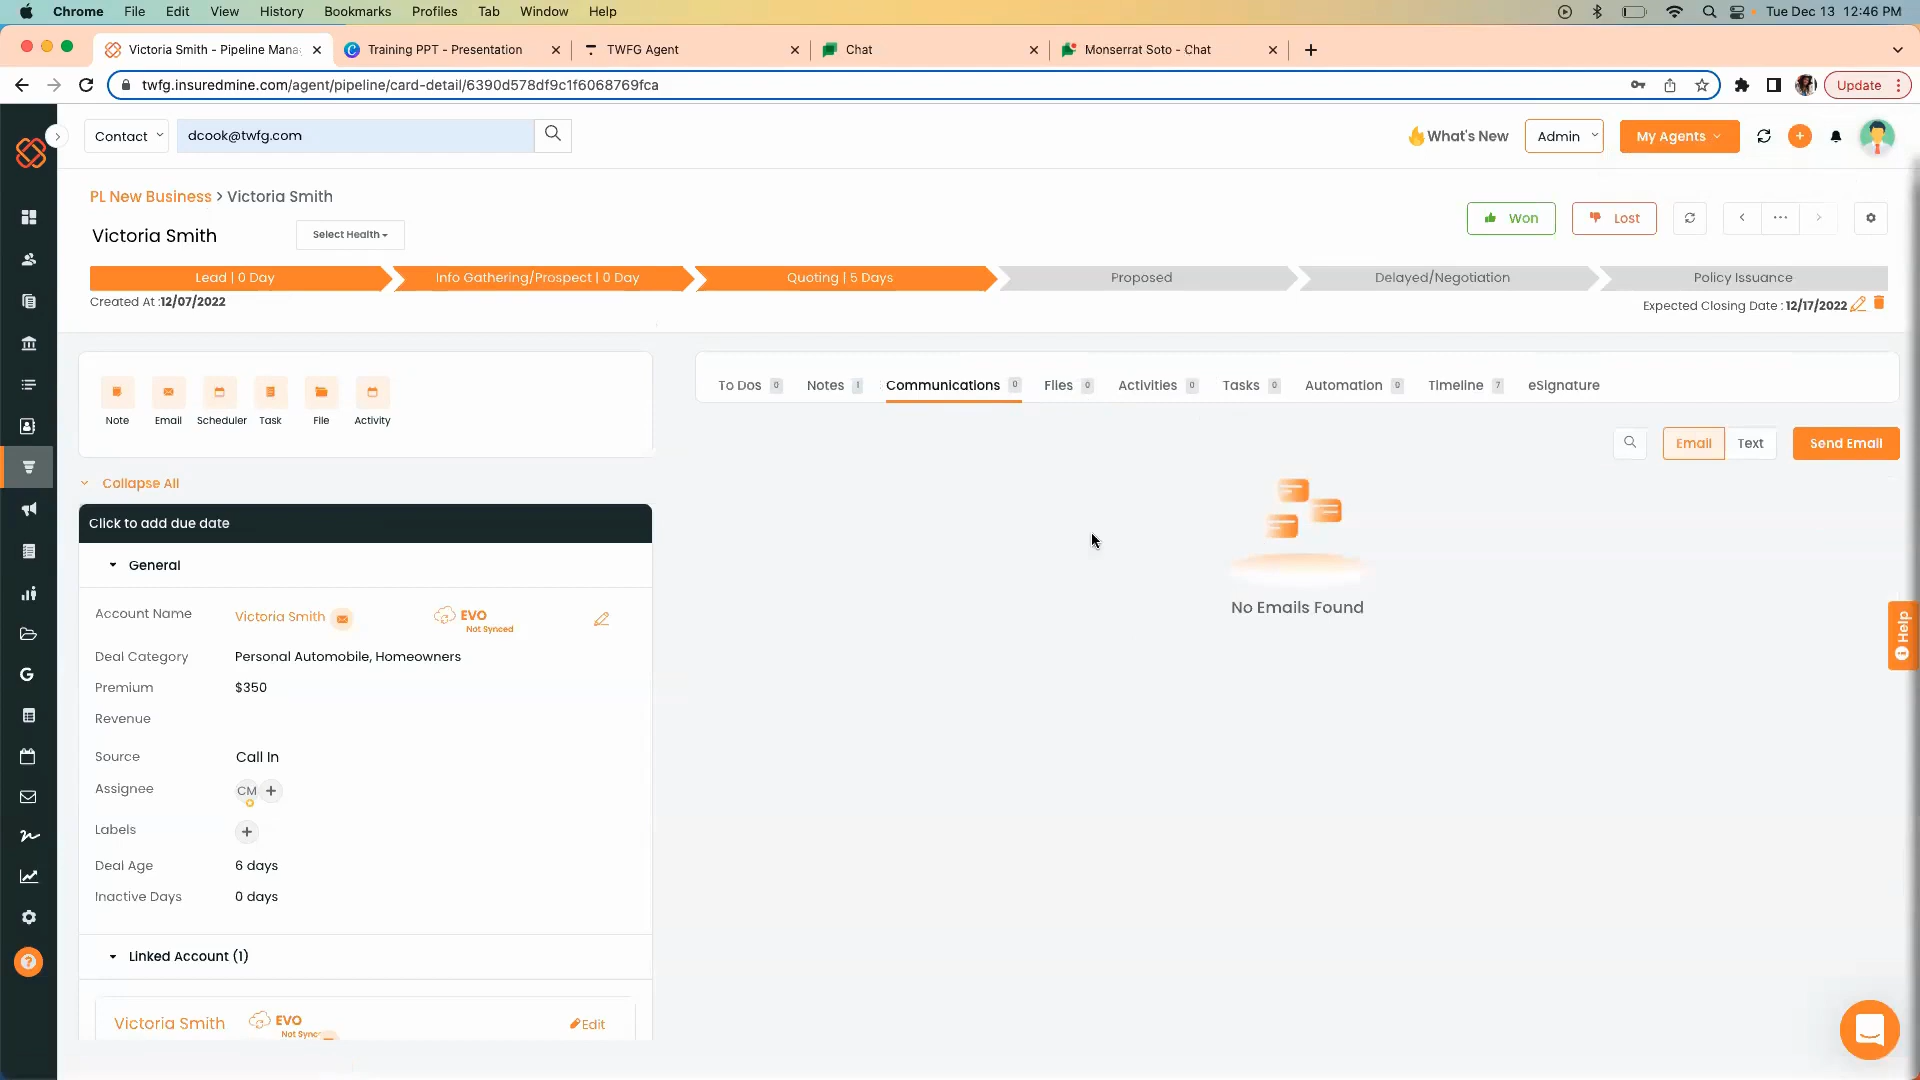 Chrome File Edit View History Bookmarks Profiles Tab Window Help Tue Dec 13 12:46 PM
Victoria Smith - Pipeline Mana Training PPT - Presentation TWFG Agent Chat Monserrat Soto - Chat
twfg.insuredmine.com/agent/pipeline/card-detail/6390d578df9c1f6068769fca Update
Contact dcook@twfg.com What's New Admin My Agents
PL New Business > Victoria Smith
Victoria Smith Select Health Won Lost
Lead | 0 Day Info Gathering/Prospect | 0 Day Quoting | 5 Days Proposed Delayed/Negotiation Policy Issuance
Created At :12/07/2022 Expected Closing Date : 12/17/2022
To Dos 0 Notes 1 Communications 0 Files 0 Activities 0 Tasks 0 Automation 0 Timeline 7 eSignature
Note Email Scheduler Task File Activity
Email Text Send Email
Collapse All
Click to add due date
General
Account Name Victoria Smith EVO
Not Synced
Deal Category Personal Automobile, Homeowners
Premium $350
Revenue
Source Call In
Assignee CM +
Labels +
Deal Age 6 days
Inactive Days 0 days
Linked Account (1)
Victoria Smith EVO Edit
Not Sync
No Emails Found
Help